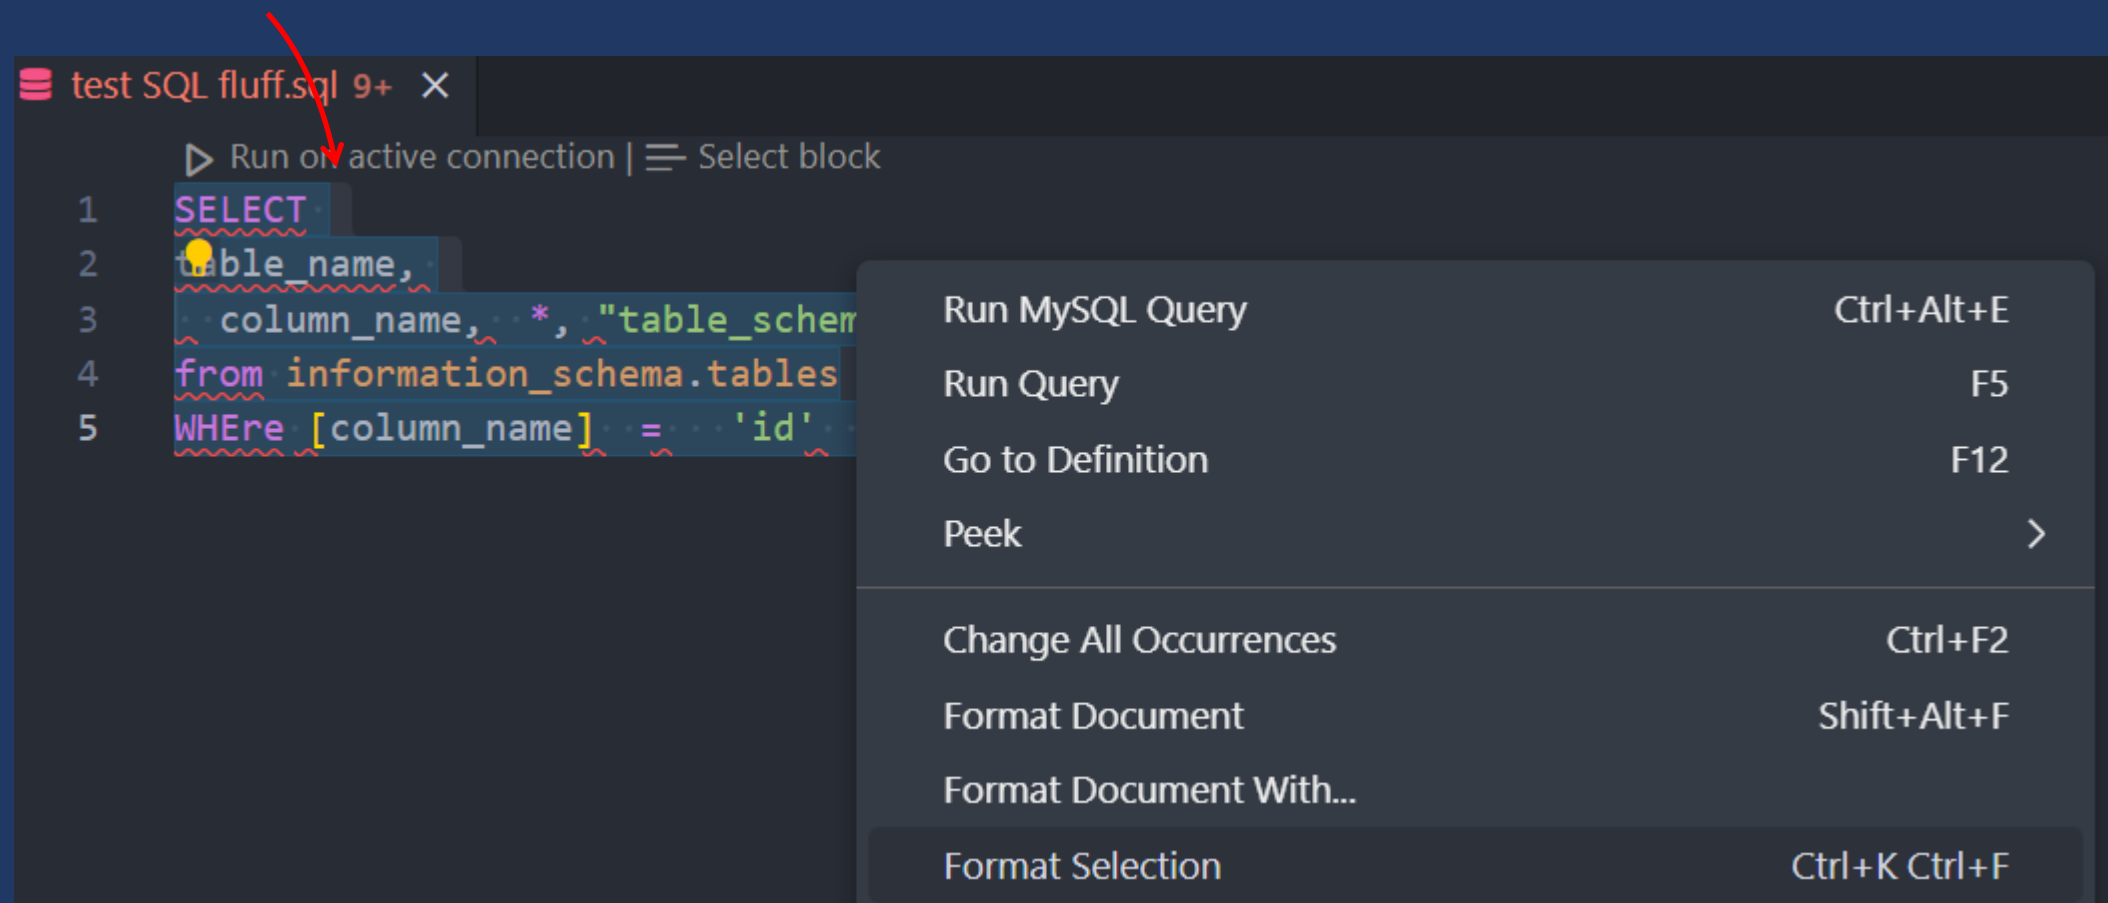 test SQL fluff.sql 9+
Run on active connection | Select block
1 SELECT
2 table_name,
3 column_name, *, "table_schem
4 from information_schema.tables
5 WHEre [column_name] = 'id'
Run MySQL Query Ctrl+Alt+E
Run Query F5
Go to Definition F12
Peek
Change All Occurrences Ctrl+F2
Format Document Shift+Alt+F
Format Document With...
Format Selection Ctrl+K Ctrl+F